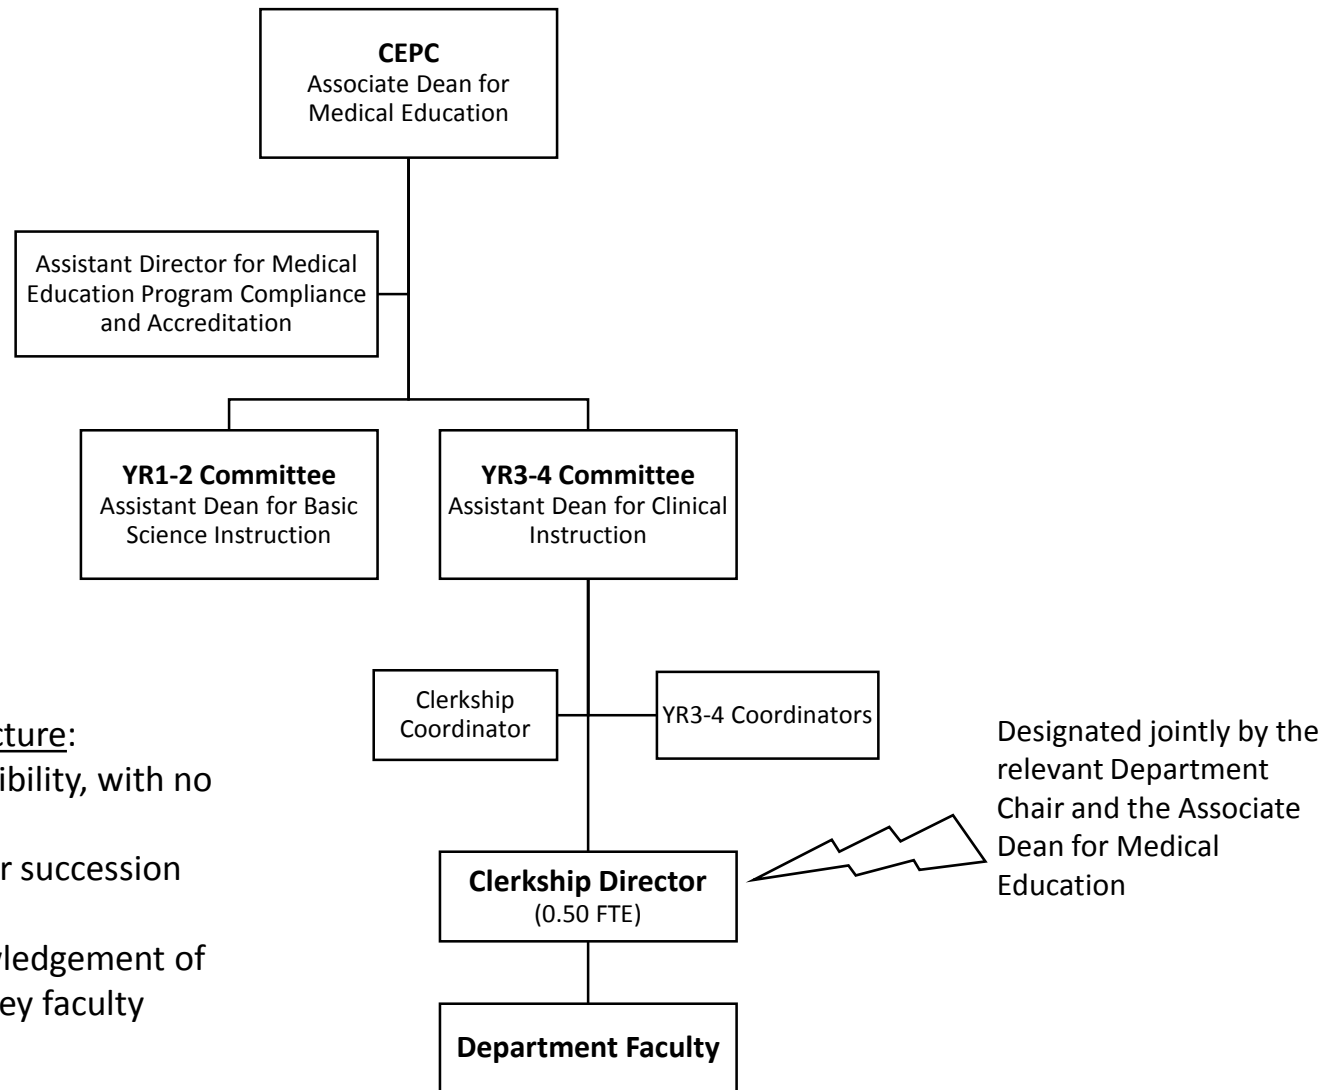 CEPC
Associate Dean for
Medical Education
Assistant Director for Medical
Education Program Compliance
and Accreditation
YR1-2 Committee
Assistant Dean for Basic
Science Instruction
YR3-4 Committee
Assistant Dean for Clinical
Instruction
Clerkship
Coordinator
YR3-4 Coordinators
Designated jointly by the
relevant Department
Chair and the Associate
Dean for Medical
Education
Clerkship Director
(0.50 FTE)
Department Faculty
cture:
ibility, with no
r succession
ledgement of
ey faculty